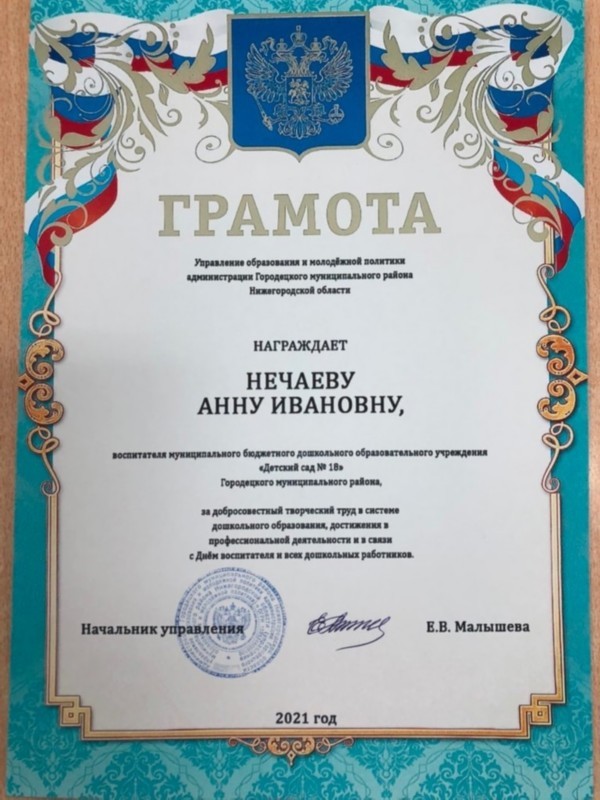 ГРАМОТА
Управление образования и молодёжной политики
администрации Городецкого муниципального района
Нижегородской области
НАГРАЖДАЕТ
НЕЧАЕВУ
АННУ ИВАНОВНУ,
воспитателя муниципального бюджетного дошкольного образовательного учреждения
«Детский сад № 18»
Городецкого муниципального района,
за добросовестный творческий труд в системе
дошкольного образования, достижения в
профессиональной деятельности и в связи
с Днём воспитателя и всех дошкольных работников.
Начальник управления
Е.В. Малышева
2021 год